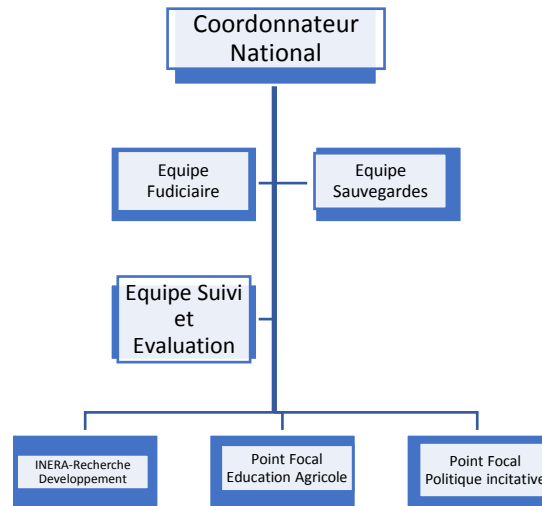 Coordonnateur
National
Equipe
Fudiciaire
Equipe
Sauvegardes
Equipe Suivi
et
Evaluation
INERA-Recherche
Developpement
Point Focal
Education Agricole
Point Focal
Politique incitative